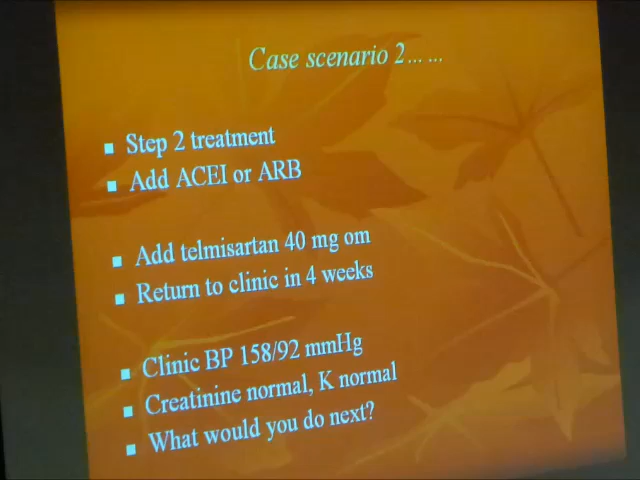 Case scenario 2……
Step 2 treatment
Add ACEI or ARB
Add telmisartan 40 mg om
Return to clinic in 4 weeks
Clinic BP 158/92 mmHg
Creatinine normal, K normal
What would you do next?